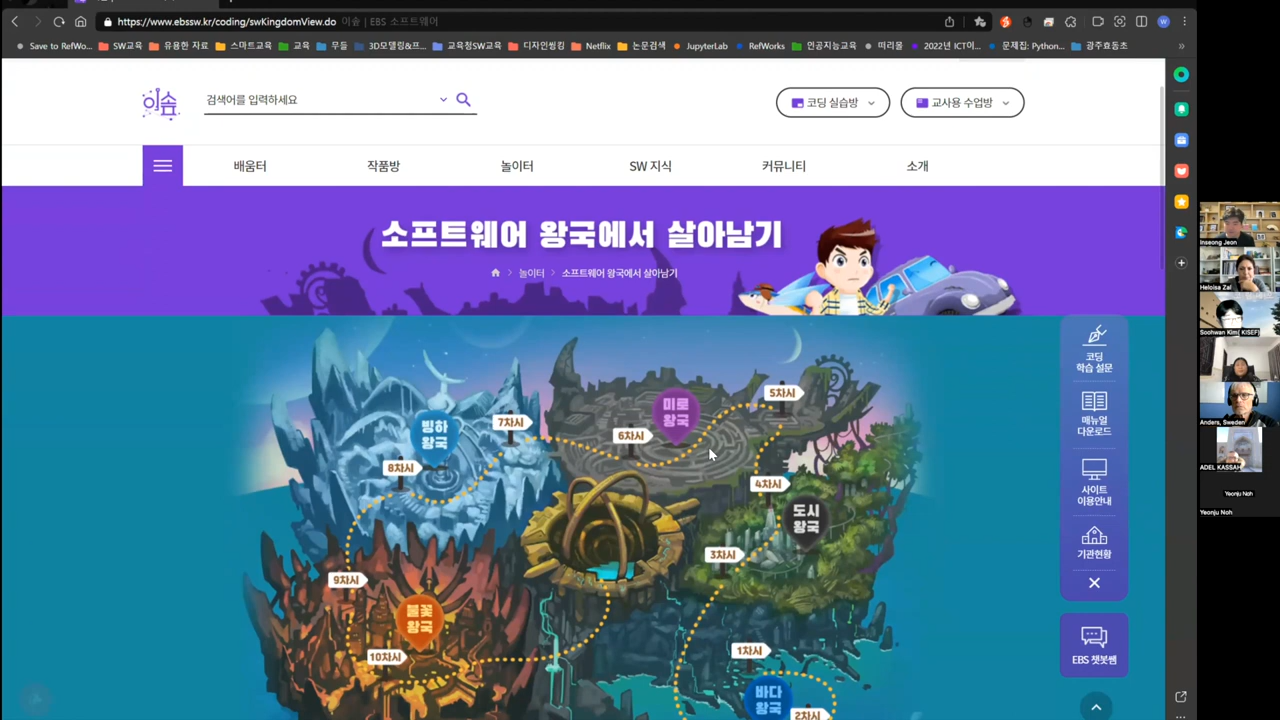 https://www.ebssw.kr/coding/swKingdomView.do 이솦 | EBS 소프트웨어
Save to RefWo... SW교육 유용한 자료 스마트교육 교육 무들 3D모델링&프... 교육청SW교육 디자인씽킹 Netflix 논문검색 JupyterLab RefWorks 인공지능교육 떠리몰 2022년 ICT이... 문제집: Python... 광주효동초
이솦 검색어를 입력하세요 코딩 실습방 교사용 수업방
배움터 작품방 놀이터 SW 지식 커뮤니티 소개
소프트웨어 왕국에서 살아남기
놀이터 소프트웨어 왕국에서 살아남기
코딩
학습 설문
매뉴얼
다운로드
사이트
이용안내
기관현황
EBS 챗봇쌤
5차시
미로
왕국
7차시
6차시
빙하
왕국
8차시
4차시
도시
왕국
3차시
9차시
불꽃
왕국
10차시
1차시
바다
왕국
2차시
Inseong Jeon
Heloisa Zal
Soohwan Kim( KISEF)
Anders, Sweden
ADEL KASSAH
Yeonju Noh
Yeonju Noh